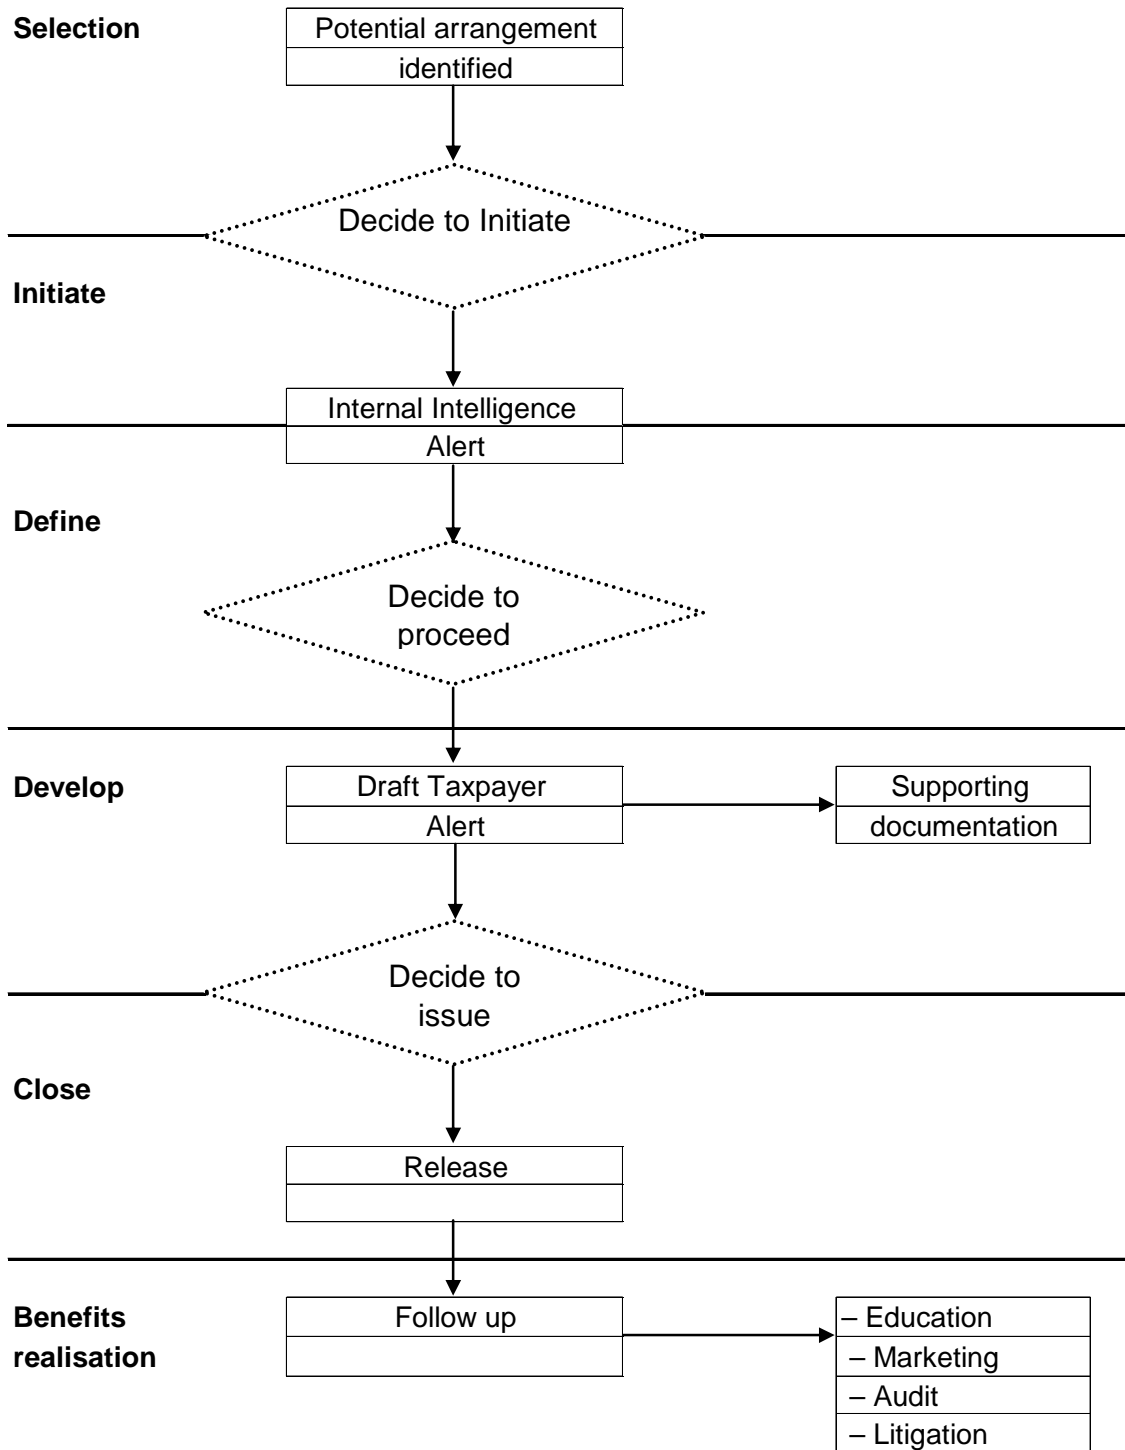 Selection
Potential arrangement
identified
Decide to Initiate
Initiate
Internal Intelligence
Alert
Define
Decide to
proceed
Develop
Draft Taxpayer
Alert
Supporting
documentation
Decide to
issue
Close
Release
Benefits
realisation
Follow up
– Education
– Marketing
– Audit
– Litigation